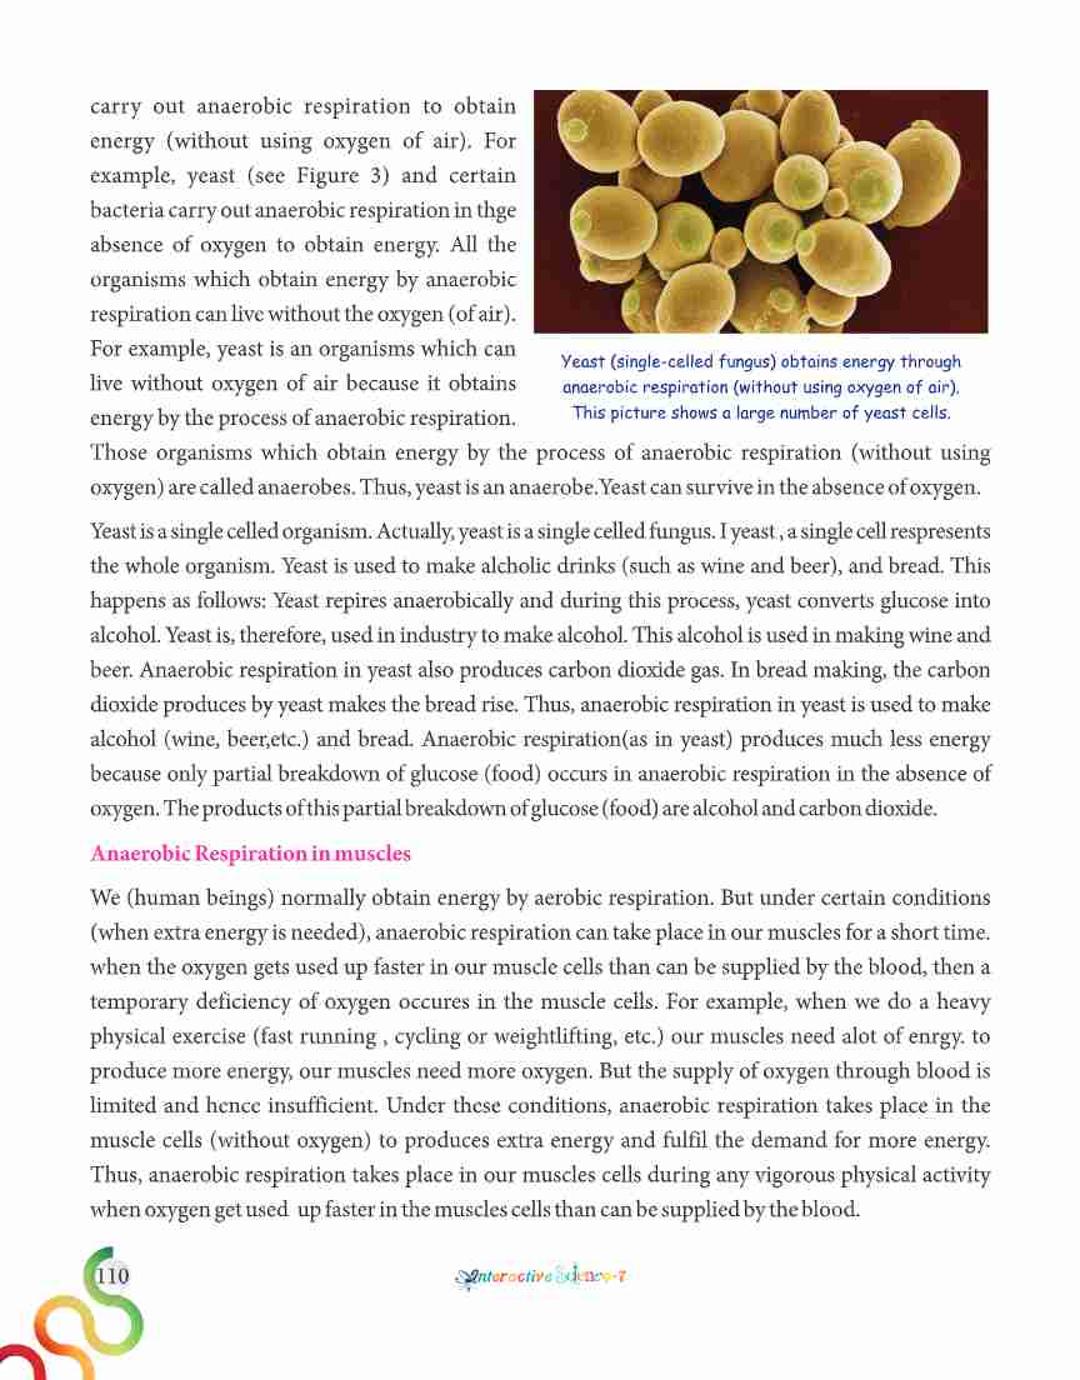 carry out anaerobic respiration to obtain
energy (without using oxygen of air). For
example, yeast (see Figure 3) and certain
bacteria carry out anaerobic respiration in thge
absence of oxygen to obtain energy. All the
organisms which obtain energy by anaerobic
respiration can live without the oxygen (of air).
For example, yeast is an organisms which can
live without oxygen of air because it obtains
energy by the process of anaerobic respiration.
Yeast (single-celled fungus) obtains energy through
anaerobic respiration (without using oxygen of air).
This picture shows a large number of yeast cells.
Those organisms which obtain energy by the process of anaerobic respiration (without using
oxygen) are called anaerobes. Thus, yeast is an anaerobe.Yeast can survive in the absence of oxygen.
Yeast is a single celled organism. Actually, yeast is a single celled fungus. I yeast , a single cell respresents
the whole organism. Yeast is used to make alcholic drinks (such as wine and beer), and bread. This
happens as follows: Yeast repires anaerobically and during this process, yeast converts glucose into
alcohol. Yeast is, therefore, used in industry to make alcohol. This alcohol is used in making wine and
beer. Anaerobic respiration in yeast also produces carbon dioxide gas. In bread making, the carbon
dioxide produces by yeast makes the bread rise. Thus, anaerobic respiration in yeast is used to make
alcohol (wine, beer,etc.) and bread. Anaerobic respiration(as in yeast) produces much less energy
because only partial breakdown of glucose (food) occurs in anaerobic respiration in the absence of
oxygen. The products of this partial breakdown of glucose (food) are alcohol and carbon dioxide.
Anaerobic Respiration in muscles
We (human beings) normally obtain energy by aerobic respiration. But under certain conditions
(when extra energy is needed), anaerobic respiration can take place in our muscles for a short time.
when the oxygen gets used up faster in our muscle cells than can be supplied by the blood, then a
temporary deficiency of oxygen occures in the muscle cells. For example, when we do a heavy
physical exercise (fast running , cycling or weightlifting, etc.) our muscles need alot of enrgy. to
produce more energy, our muscles need more oxygen. But the supply of oxygen through blood is
limited and hence insufficient. Under these conditions, anaerobic respiration takes place in the
muscle cells (without oxygen) to produces extra energy and fulfil the demand for more energy.
Thus, anaerobic respiration takes place in our muscles cells during any vigorous physical activity
when oxygen get used up faster in the muscles cells than can be supplied by the blood.
110
Interactive Science-7